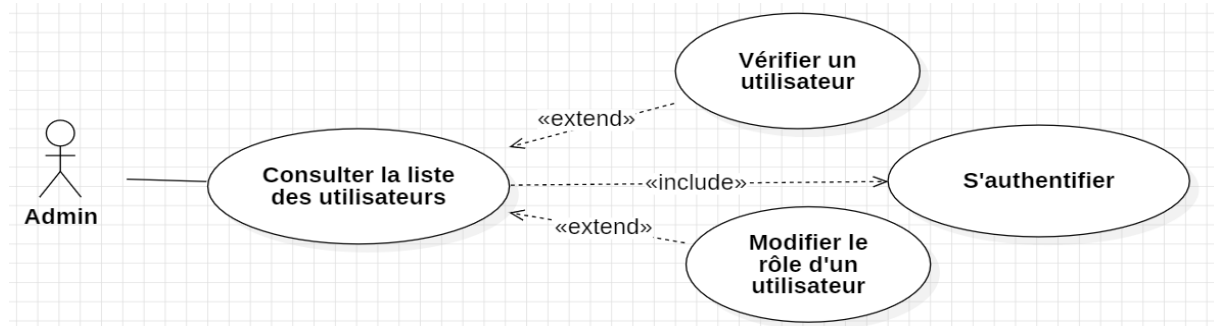 Vérifier un
utilisateur
«extend»
Consulter la liste
des utilisateurs
«include»
S'authentifier
Admin
«extend»
Modifier le
rôle d'un
utilisateur